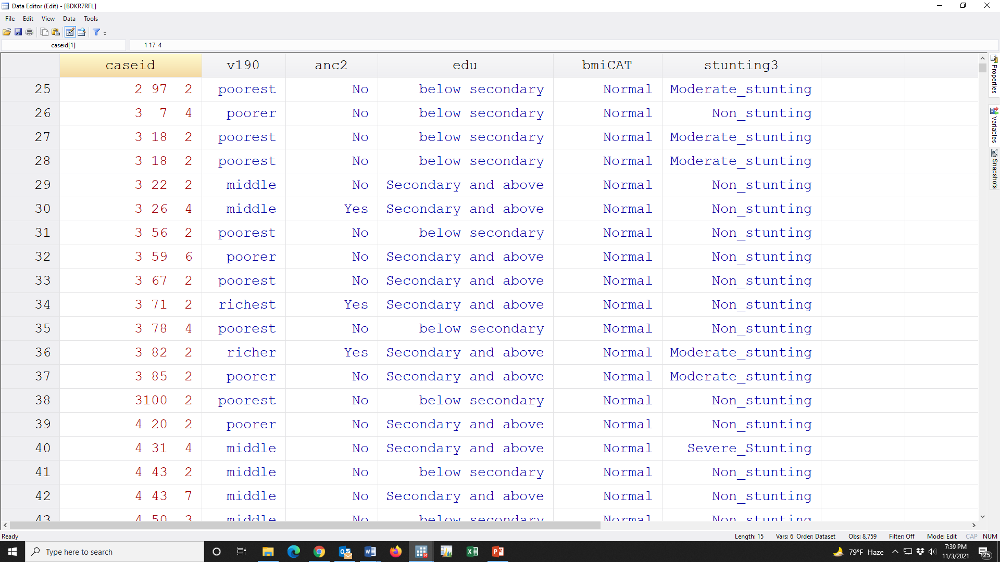 Data Editor (Edit) - [BDKR7RFL]
File Edit View Data Tools
caseid[1] 1 17 4
caseid v190 anc2 edu bmiCAT stunting3
25 2 97 2 poorest No below secondary Normal Moderate_stunting
26 3 7 4 poorer No below secondary Normal Non_stunting
27 3 18 2 poorest No below secondary Normal Moderate_stunting
28 3 18 2 poorest No below secondary Normal Moderate_stunting
29 3 22 2 middle No Secondary and above Normal Non_stunting
30 3 26 4 middle Yes Secondary and above Normal Non_stunting
31 3 56 2 poorest No below secondary Normal Non_stunting
32 3 59 6 poorer No Secondary and above Normal Non_stunting
33 3 67 2 poorest No Secondary and above Normal Non_stunting
34 3 71 2 richest Yes Secondary and above Normal Non_stunting
35 3 78 4 poorest No below secondary Normal Non_stunting
36 3 82 2 richer Yes Secondary and above Normal Moderate_stunting
37 3 85 2 poorer No Secondary and above Normal Moderate_stunting
38 3100 2 poorest No below secondary Normal Non_stunting
39 4 20 2 poorer No Secondary and above Normal Non_stunting
40 4 31 4 middle No Secondary and above Normal Severe_Stunting
41 4 43 2 middle No below secondary Normal Non_stunting
42 4 43 7 middle No Secondary and above Normal Non_stunting
43 4 50 3 middle No below secondary Normal Non_stunting
Properties
Variables
Snapshots
Ready Length: 15 Vars: 6 Order: Dataset Obs: 8,759 Filter: Off Mode: Edit CAP NUM
Type here to search
14
79°F Haze
7:39 PM
11/3/2021
25